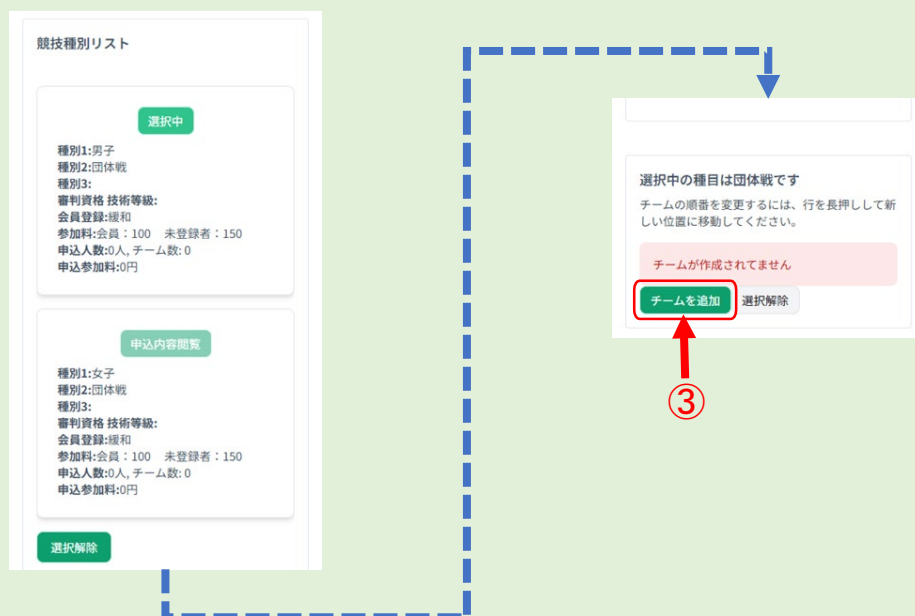 競技種別リスト
選択中
種別1:男子
種別2:団体戦
種別3:
審判資格 技術等級:
会員登録:緩和
参加料:会員：100　未登録者：150
申込人数:0人, チーム数: 0
申込参加料:0円
申込内容閲覧
種別1:女子
種別2:団体戦
種別3:
審判資格 技術等級:
会員登録:緩和
参加料:会員：100　未登録者：150
申込人数:0人, チーム数: 0
申込参加料:0円
選択解除
選択中の種目は団体戦です
チームの順番を変更するには、行を長押しして新
しい位置に移動してください。
チームが作成されてません
チームを追加 選択解除
③